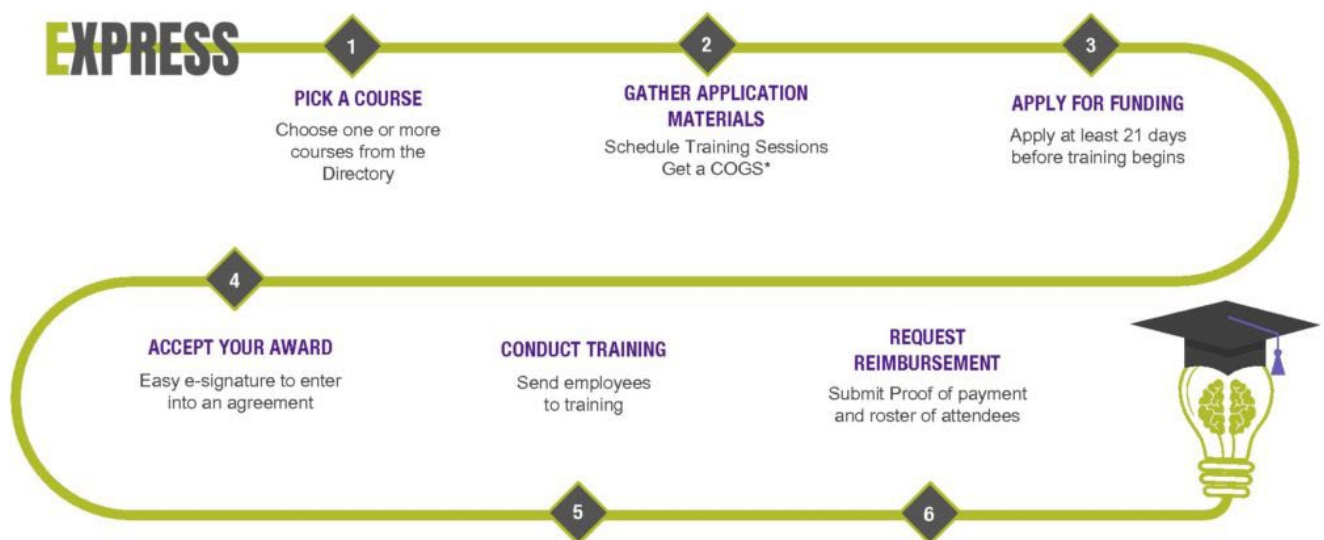 EXPRESS
1
PICK A COURSE
Choose one or more
courses from the
Directory
2
GATHER APPLICATION
MATERIALS
Schedule Training Sessions
Get a COGS*
3
APPLY FOR FUNDING
Apply at least 21 days
before training begins
4
ACCEPT YOUR AWARD
Easy e-signature to enter
into an agreement
CONDUCT TRAINING
Send employees
to training
5
REQUEST
REIMBURSEMENT
Submit Proof of payment
and roster of attendees
6